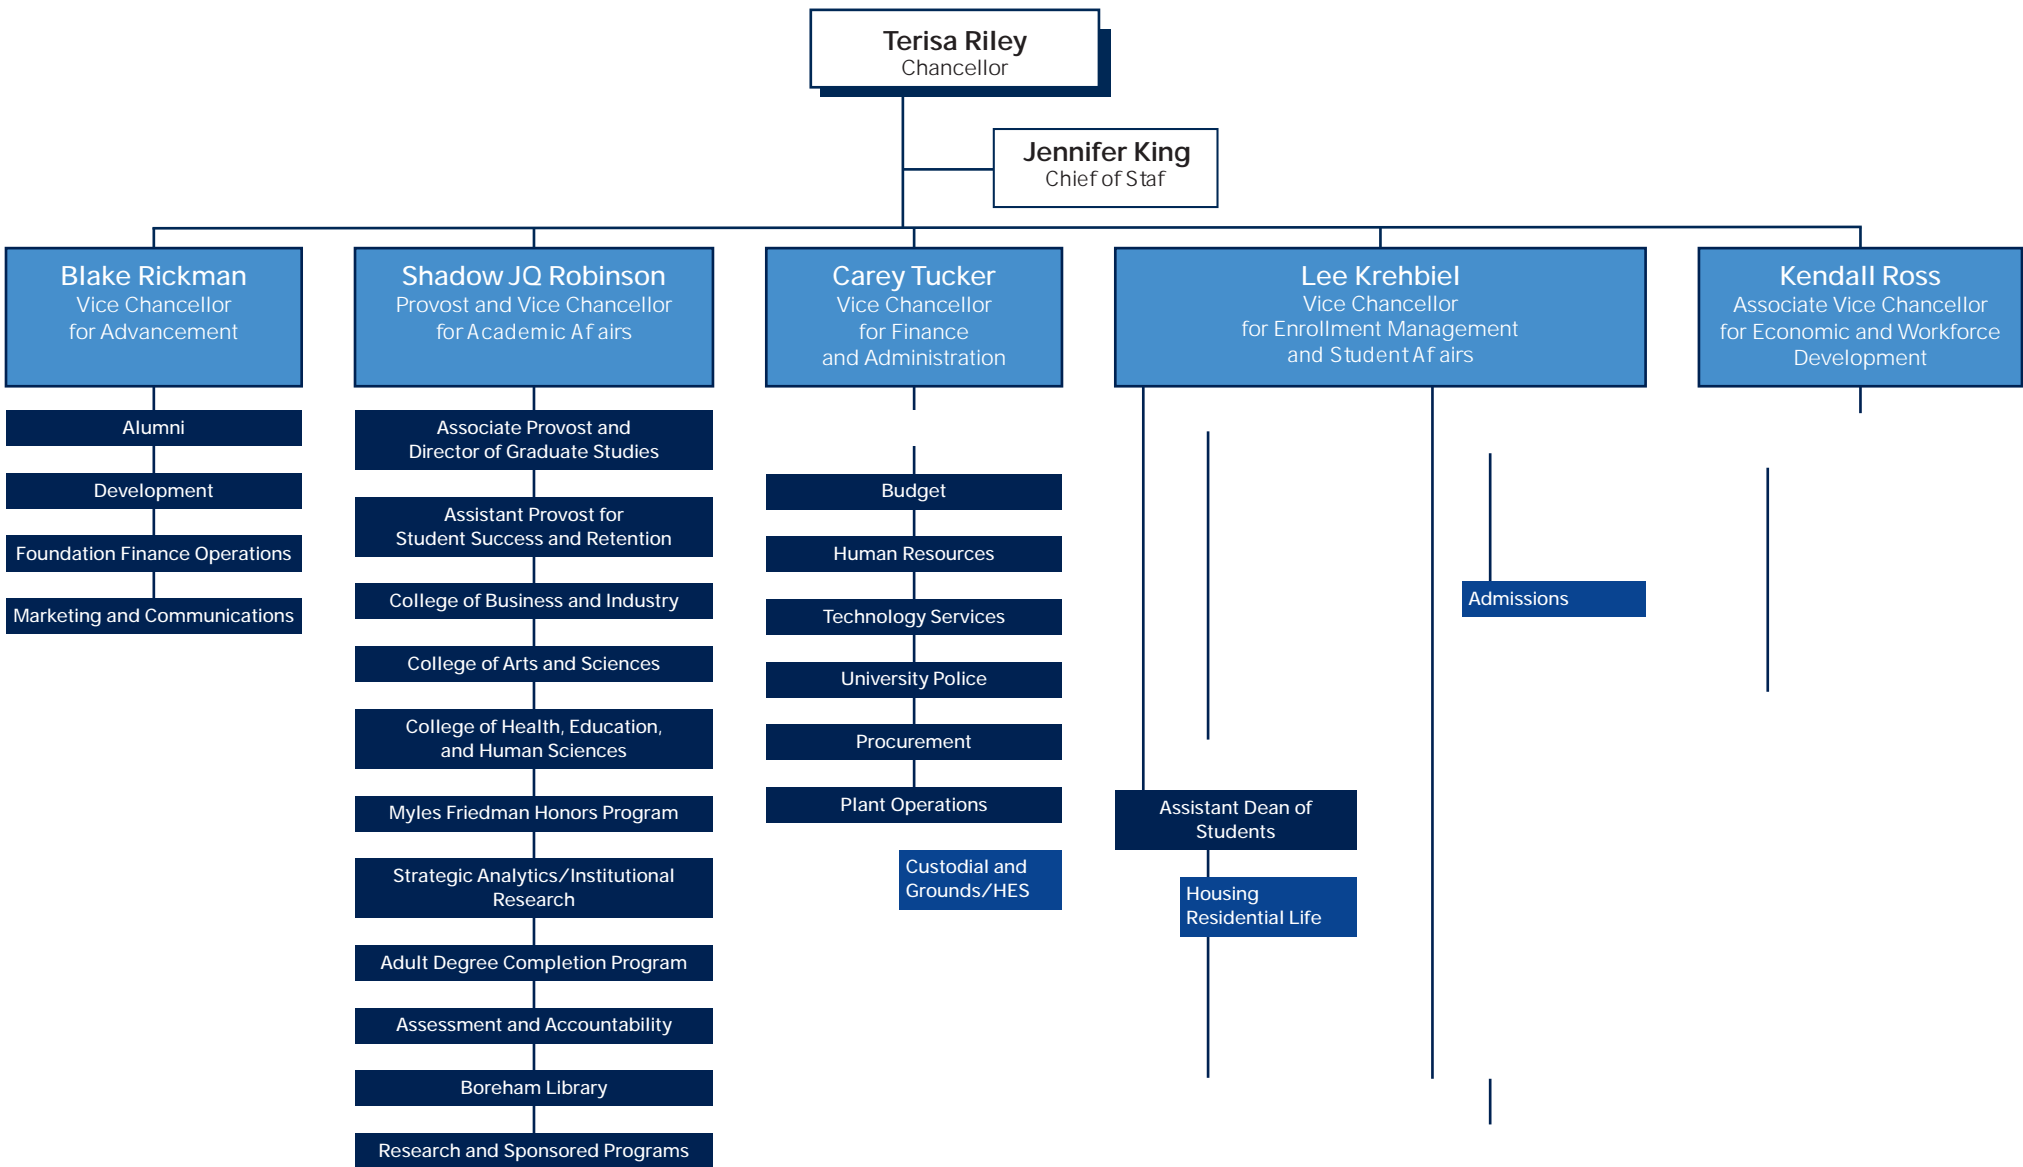 Terisa Riley
Chancellor
Jennifer King
Chief of Staf
Blake Rickman
Vice Chancellor
for Advancement
Alumni
Development
Foundation Finance Operations
Marketing and Communications
Shadow JQ Robinson
Provost and Vice Chancellor
for Academic Af airs
Associate Provost and
Director of Graduate Studies
Assistant Provost for
Student Success and Retention
College of Business and Industry
College of Arts and Sciences
College of Health, Education,
and Human Sciences
Myles Friedman Honors Program
Strategic Analytics/Institutional
Research
Adult Degree Completion Program
Assessment and Accountability
Boreham Library
Research and Sponsored Programs
Carey Tucker
Vice Chancellor
for Finance
and Administration
Budget
Human Resources
Technology Services
University Police
Procurement
Plant Operations
Custodial and
Grounds/HES
Lee Krehbiel
Vice Chancellor
for Enrollment Management
and Student Af airs
Assistant Dean of
Students
Housing
Residential Life
Admissions
Kendall Ross
Associate Vice Chancellor
for Economic and Workforce
Development